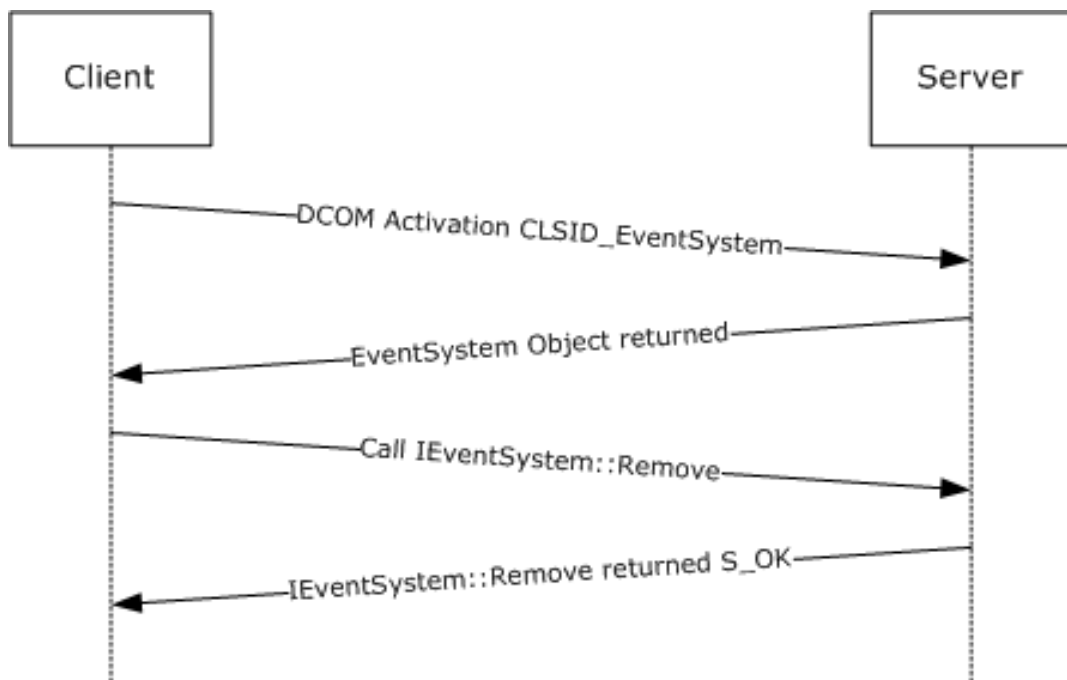 Client
Server
DCOM Activation CLSID_EventSystem
EventSystem Object returned
Call IEventSystem::Remove
IEventSystem::Remove returned S_OK